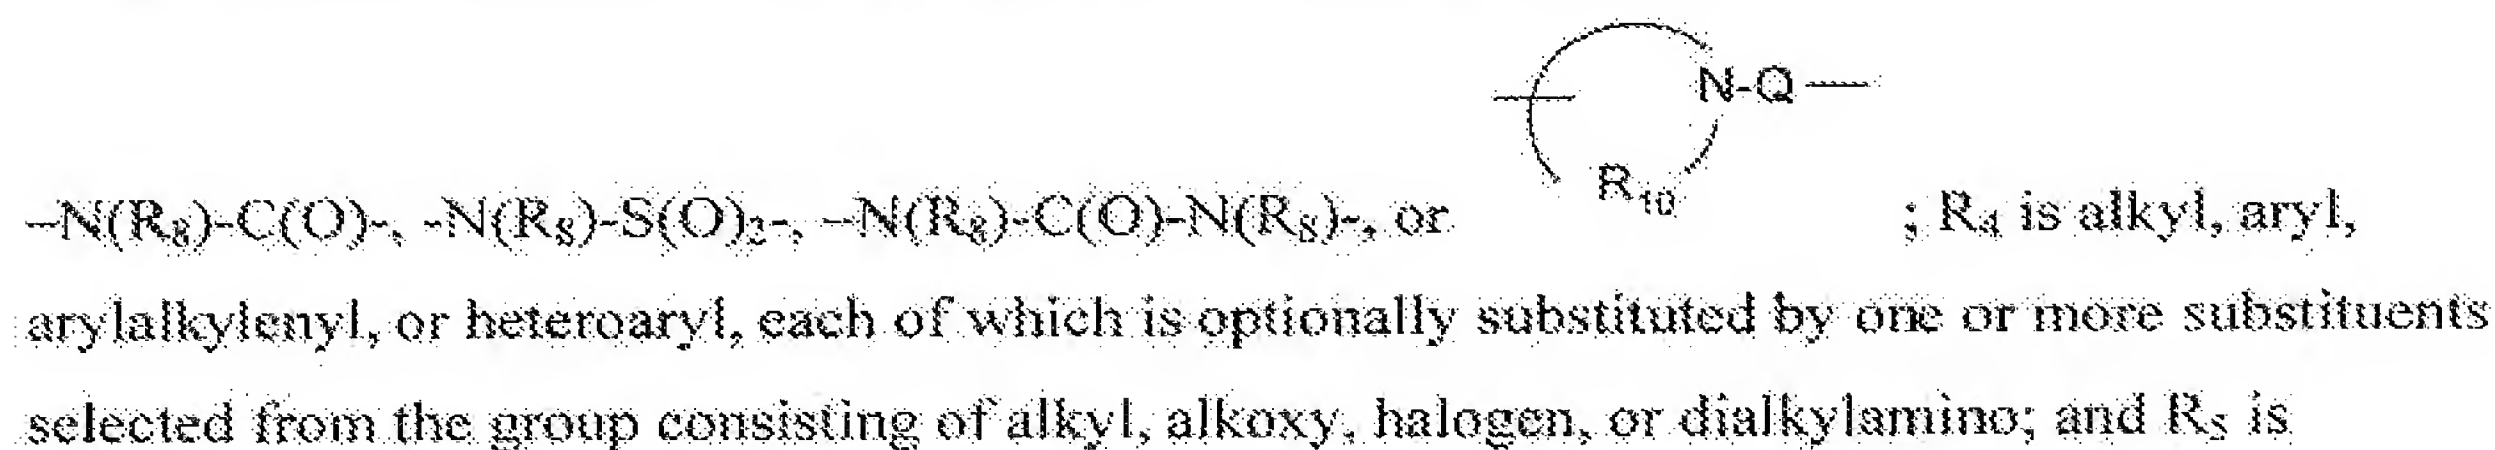 N-Q
R₁₀
–N(R₈)-C(O)-, -N(R₈)-S(O)₂-, –N(R₈)-C(O)-N(R₈)-, or ; R₄ is alkyl, aryl,
arylalkylenyl, or heteroaryl, each of which is optionally substituted by one or more substituents
selected from the group consisting of alkyl, alkoxy, halogen, or dialkylamino; and R₅ is